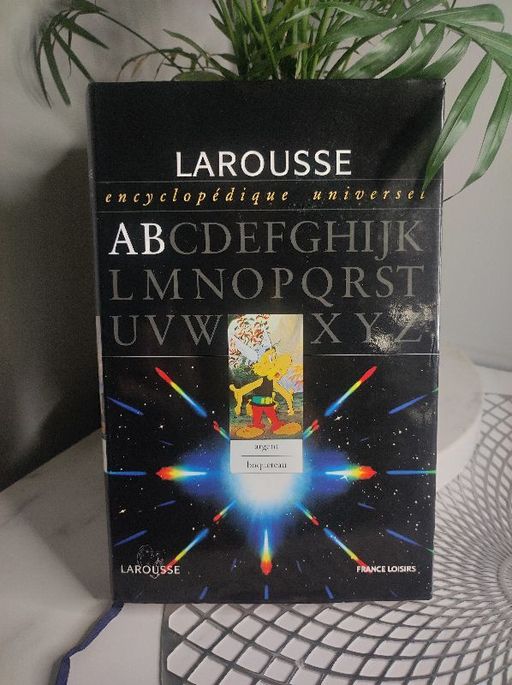 LAROUSSE
encyclopédique universel
ABCDEFGHIJK
LMNOPQRST
UVW XYZ
argent
boqueteau
LAROUSSE
FRANCE LOISIRS